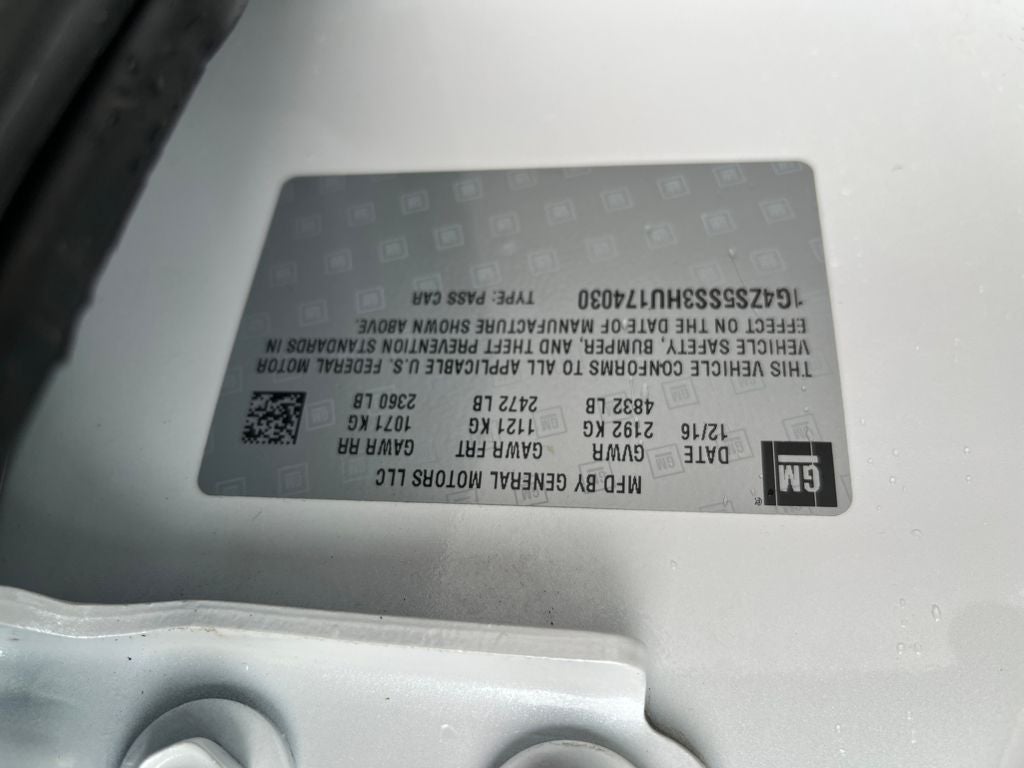 GM
MFD BY GENERAL MOTORS LLC
DATE GVWR GAWR FRT GAWR RR
12/16 2192 KG 1121 KG 1071 KG
4832 LB 2472 LB 2360 LB
THIS VEHICLE CONFORMS TO ALL APPLICABLE U.S. FEDERAL MOTOR
VEHICLE SAFETY, BUMPER, AND THEFT PREVENTION STANDARDS IN
EFFECT ON THE DATE OF MANUFACTURE SHOWN ABOVE.
1G4ZS5SS3HU174030 TYPE: PASS CAR